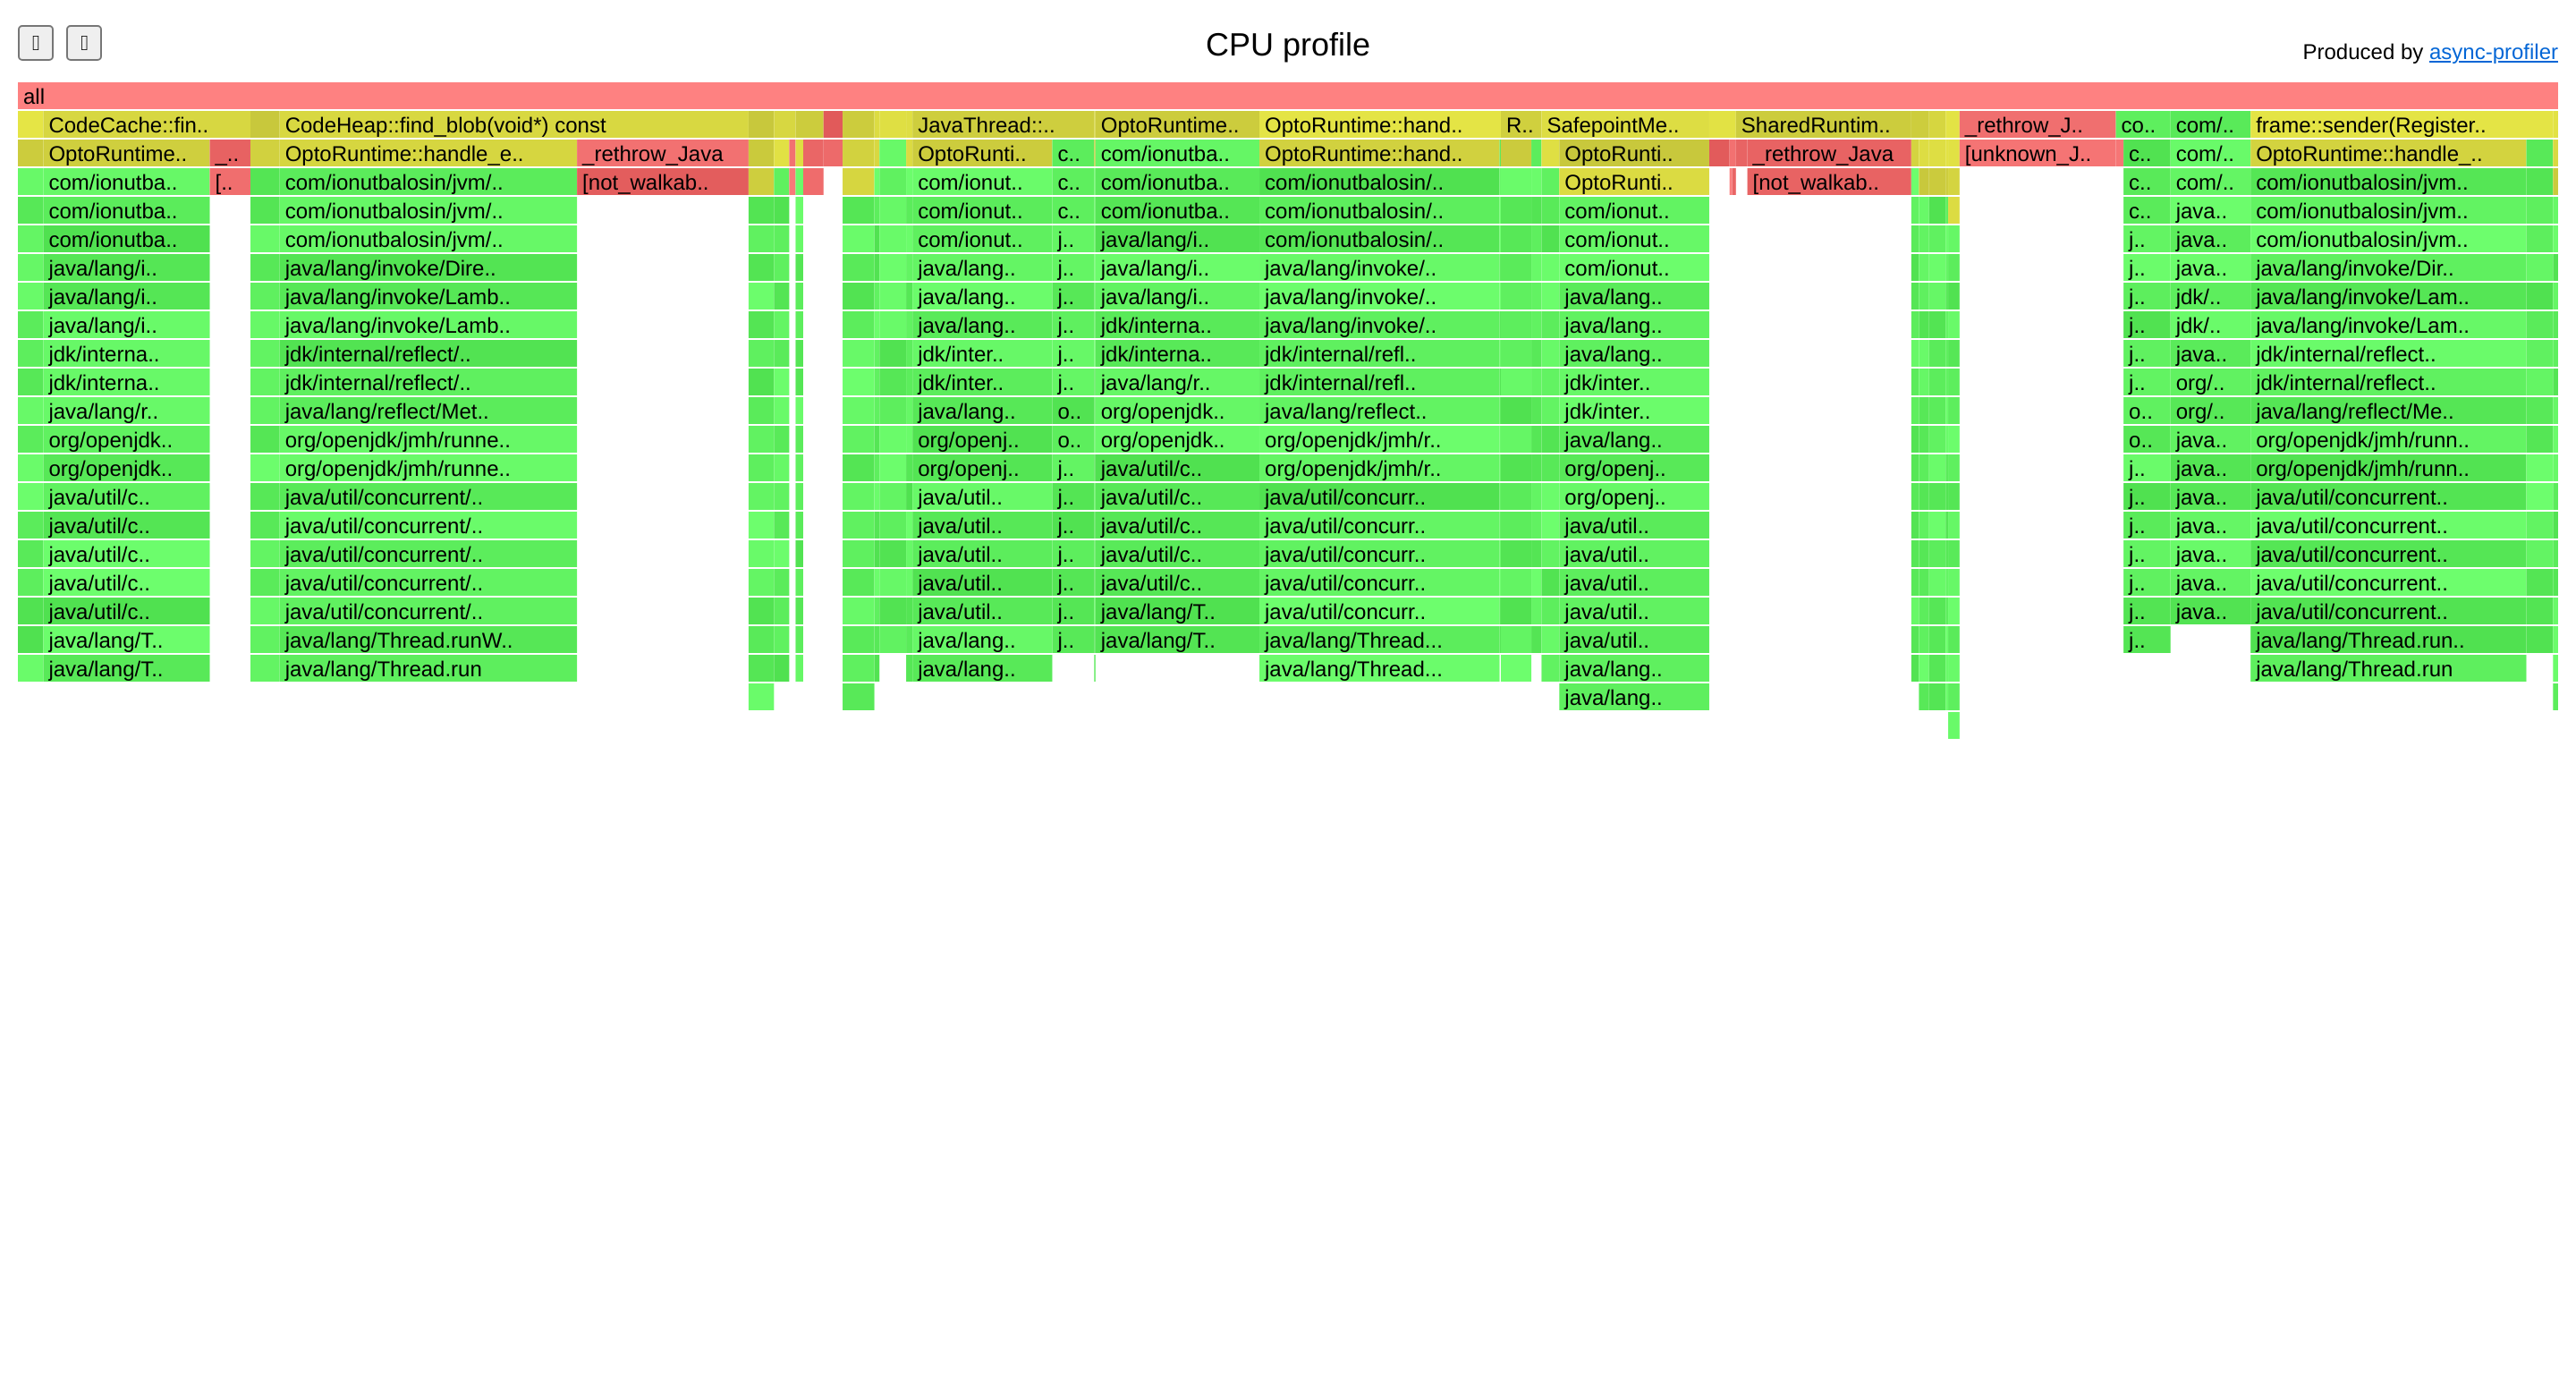 CPU profile
Produced by async-profiler
all
CodeCache::fin.. CodeHeap::find_blob(void*) const JavaThread::.. OptoRuntime.. OptoRuntime::hand.. R.. SafepointMe.. SharedRuntim.. _rethrow_J.. co.. com/.. frame::sender(Register..
OptoRuntime.. _.. OptoRuntime::handle_e.. _rethrow_Java OptoRunti.. c.. com/ionutba.. OptoRuntime::hand.. OptoRunti.. _rethrow_Java [unknown_J.. c.. com/.. OptoRuntime::handle_..
com/ionutba.. [.. com/ionutbalosin/jvm/.. [not_walkab.. com/ionut.. c.. com/ionutba.. com/ionutbalosin/.. OptoRunti.. [not_walkab.. c.. com/.. com/ionutbalosin/jvm..
com/ionutba.. com/ionutbalosin/jvm/.. com/ionut.. c.. com/ionutba.. com/ionutbalosin/.. com/ionut.. c.. java.. com/ionutbalosin/jvm..
com/ionutba.. com/ionutbalosin/jvm/.. com/ionut.. j.. java/lang/i.. com/ionutbalosin/.. com/ionut.. j.. java.. com/ionutbalosin/jvm..
java/lang/i.. java/lang/invoke/Dire.. java/lang.. j.. java/lang/i.. java/lang/invoke/.. com/ionut.. j.. java.. java/lang/invoke/Dir..
java/lang/i.. java/lang/invoke/Lamb.. java/lang.. j.. java/lang/i.. java/lang/invoke/.. java/lang.. j.. jdk/.. java/lang/invoke/Lam..
java/lang/i.. java/lang/invoke/Lamb.. java/lang.. j.. jdk/interna.. java/lang/invoke/.. java/lang.. j.. jdk/.. java/lang/invoke/Lam..
jdk/interna.. jdk/internal/reflect/.. jdk/inter.. j.. jdk/interna.. jdk/internal/refl.. java/lang.. j.. java.. jdk/internal/reflect..
jdk/interna.. jdk/internal/reflect/.. jdk/inter.. j.. java/lang/r.. jdk/internal/refl.. jdk/inter.. j.. org/.. jdk/internal/reflect..
java/lang/r.. java/lang/reflect/Met.. java/lang.. o.. org/openjdk.. java/lang/reflect.. jdk/inter.. o.. org/.. java/lang/reflect/Me..
org/openjdk.. org/openjdk/jmh/runne.. org/openj.. o.. org/openjdk.. org/openjdk/jmh/r.. java/lang.. o.. java.. org/openjdk/jmh/runn..
org/openjdk.. org/openjdk/jmh/runne.. org/openj.. j.. java/util/c.. org/openjdk/jmh/r.. org/openj.. j.. java.. org/openjdk/jmh/runn..
java/util/c.. java/util/concurrent/.. java/util.. j.. java/util/c.. java/util/concurr.. org/openj.. j.. java.. java/util/concurrent..
java/util/c.. java/util/concurrent/.. java/util.. j.. java/util/c.. java/util/concurr.. java/util.. j.. java.. java/util/concurrent..
java/util/c.. java/util/concurrent/.. java/util.. j.. java/util/c.. java/util/concurr.. java/util.. j.. java.. java/util/concurrent..
java/util/c.. java/util/concurrent/.. java/util.. j.. java/util/c.. java/util/concurr.. java/util.. j.. java.. java/util/concurrent..
java/util/c.. java/util/concurrent/.. java/util.. j.. java/lang/T.. java/util/concurr.. java/util.. j.. java.. java/util/concurrent..
java/lang/T.. java/lang/Thread.runW.. java/lang.. j.. java/lang/T.. java/lang/Thread... java/util.. j.. java/lang/Thread.run..
java/lang/T.. java/lang/Thread.run java/lang.. java/lang/Thread... java/lang.. java/lang/Thread.run
java/lang..